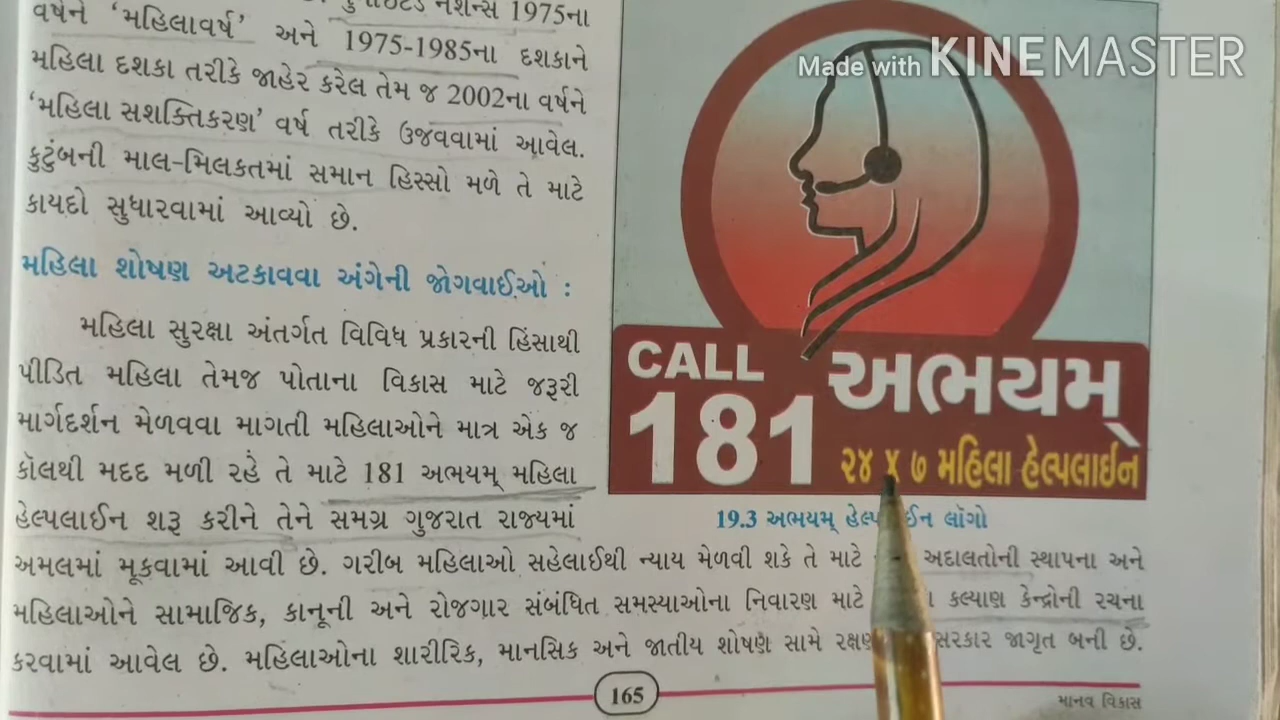 નેશન્સ 1975ના
વર્ષને ‘મહિલાવર્ષ’ અને 1975-1985ના દશકાને
મહિલા દશકા તરીકે જાહેર કરેલ તેમ જ 2002ના વર્ષને
‘મહિલા સશક્તિકરણ’ વર્ષ તરીકે ઉજવવામાં આવેલ.
કુટુંબની માલ-મિલકતમાં સમાન હિસ્સો મળે તે માટે
કાયદો સુધારવામાં આવ્યો છે.
મહિલા શોષણ અટકાવવા અંગેની જોગવાઈઓ :
મહિલા સુરક્ષા અંતર્ગત વિવિધ પ્રકારની હિંસાથી
પીડિત મહિલા તેમજ પોતાના વિકાસ માટે જરૂરી
માર્ગદર્શન મેળવવા માગતી મહિલાઓને માત્ર એક જ
કૉલથી મદદ મળી રહે તે માટે 181 અભયમ્ મહિલા
હેલ્પલાઈન શરૂ કરીને તેને સમગ્ર ગુજરાત રાજ્યમાં
અમલમાં મૂકવામાં આવી છે. ગરીબ મહિલાઓ સહેલાઈથી ન્યાય મેળવી શકે તે માટે અદાલતોની સ્થાપના અને
મહિલાઓને સામાજિક, કાનૂની અને રોજગાર સંબંધિત સમસ્યાઓના નિવારણ માટે કલ્યાણ કેન્દ્રોની રચના
કરવામાં આવેલ છે. મહિલાઓના શારીરિક, માનસિક અને જાતીય શોષણ સામે સરકાર જાગૃત બની છે.
Made with KINEMASTER
CALL
181
અભયમ્
૨૪ x ૭ મહિલા હેલ્પલાઈન
19.3 અભયમ્ હેલ્પલાઈન લૉગો
165
માનવ વિકાસ